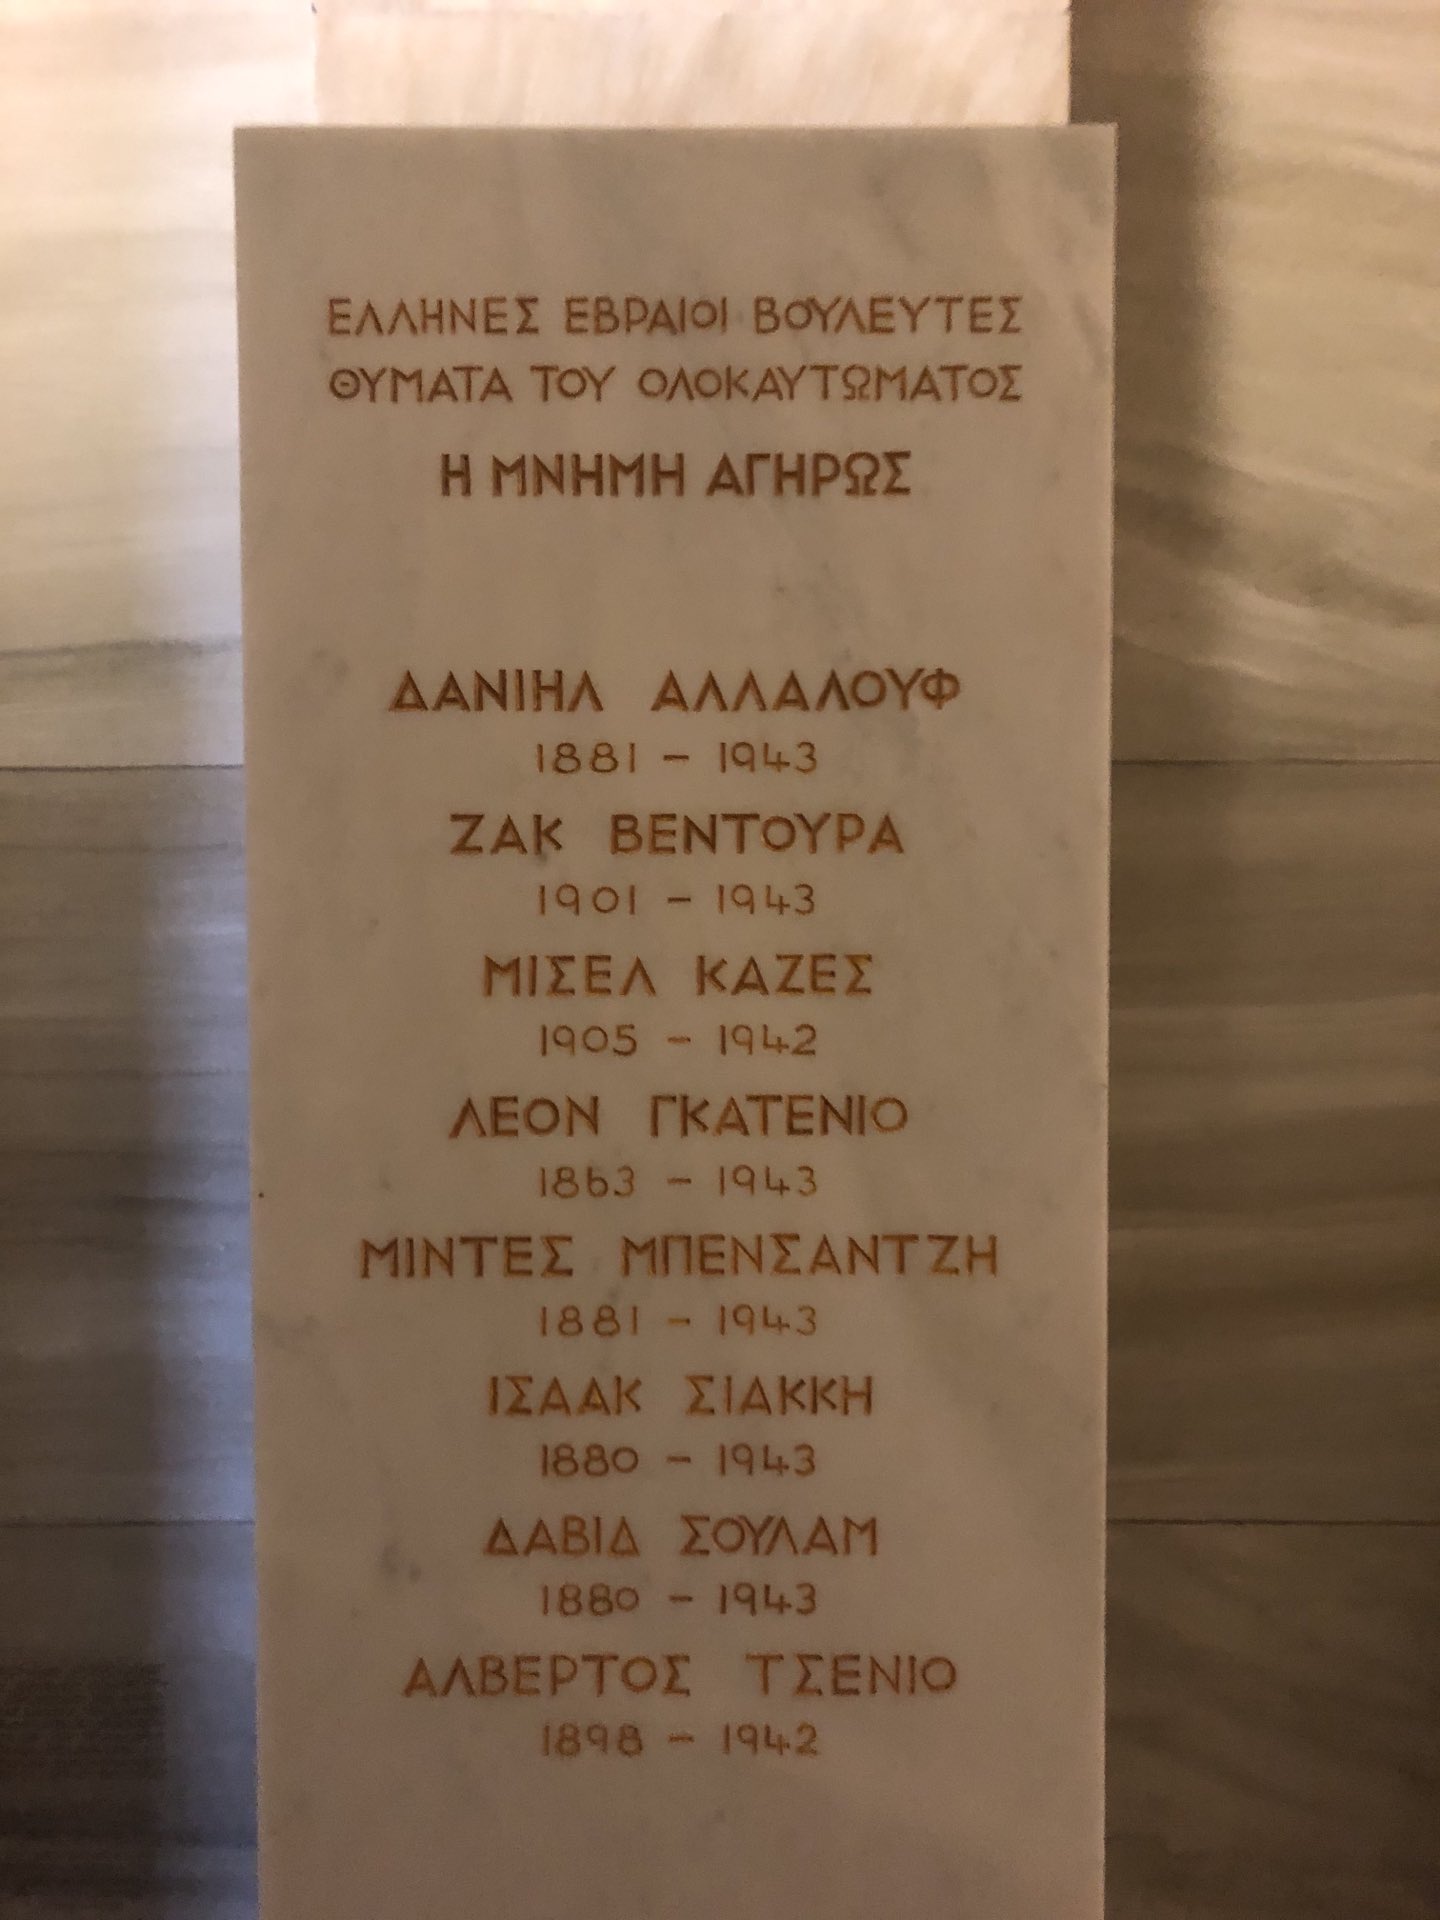 ΕΛΛΗΝΕΣ ΕΒΡΑΙΟΙ ΒΟΥΛΕΥΤΕΣ
ΘΥΜΑΤΑ ΤΟΥ ΟΛΟΚΑΥΤΩΜΑΤΟΣ
Η ΜΝΗΜΗ ΑΓΗΡΩΣ
ΔΑΝΙΗΛ ΑΛΛΑΛΟΥΦ
1881 – 1943
ΖΑΚ ΒΕΝΤΟΥΡΑ
1901 – 1943
ΜΙΣΕΛ ΚΑΖΕΣ
1905 – 1942
ΛΕΟΝ ΓΚΑΤΕΝΙΟ
1863 – 1943
ΜΙΝΤΕΣ ΜΠΕΝΣΑΝΤΖΗ
1881 – 1943
ΙΣΑΑΚ ΣΙΑΚΚΗ
1880 – 1943
ΔΑΒΙΔ ΣΟΥΛΑΜ
1880 – 1943
ΑΛΒΕΡΤΟΣ ΤΣΕΝΙΟ
1898 – 1942